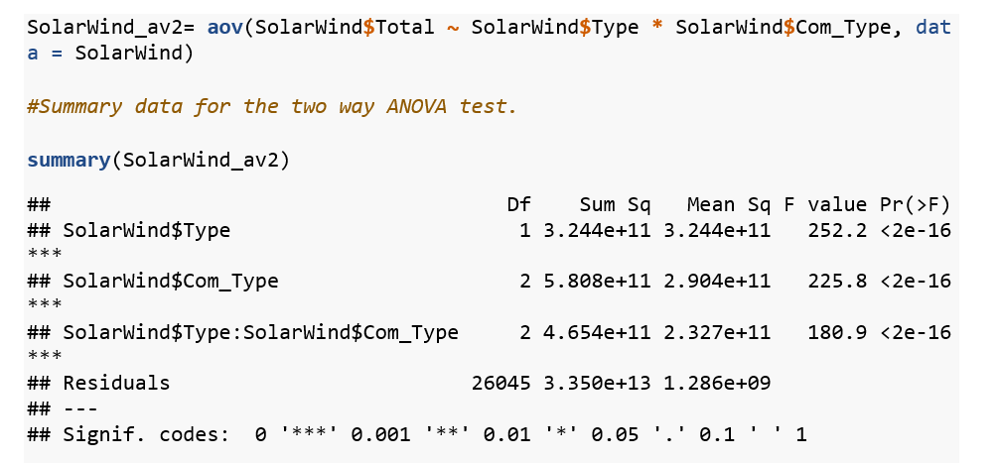 SolarWind_av2= aov(SolarWind$Total ~ SolarWind$Type * SolarWind$Com_Type, dat
a = SolarWind)
#Summary data for the two way ANOVA test.
summary(SolarWind_av2)
##                                       Df    Sum Sq   Mean Sq F value Pr(>F)
## SolarWind$Type                         1 3.244e+11 3.244e+11   252.2 <2e-16
***
## SolarWind$Com_Type                     2 5.808e+11 2.904e+11   225.8 <2e-16
***
## SolarWind$Type:SolarWind$Com_Type      2 4.654e+11 2.327e+11   180.9 <2e-16
***
## Residuals                          26045 3.350e+13 1.286e+09
## ---
## Signif. codes:  0 '***' 0.001 '**' 0.01 '*' 0.05 '.' 0.1 ' ' 1